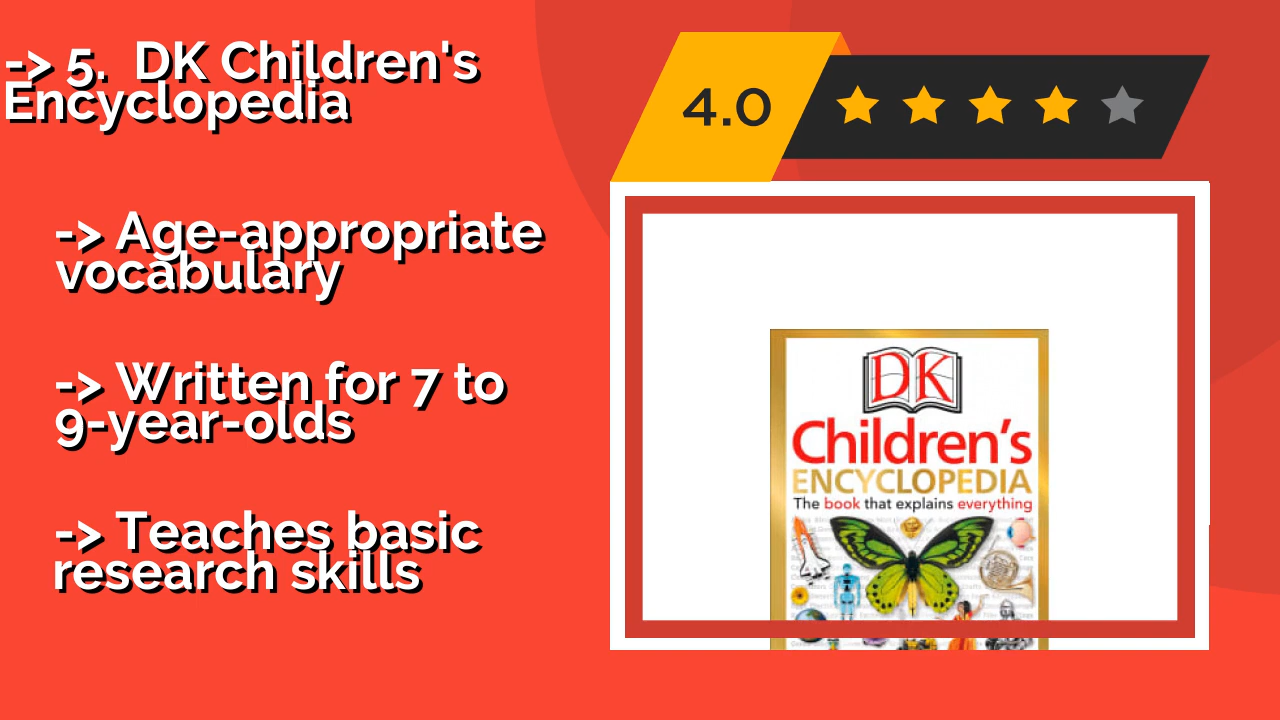 -> 5.  DK Children's
Encyclopedia
-> Age-appropriate
vocabulary
-> Written for 7 to
9-year-olds
-> Teaches basic
research skills
4.0
DK
Children's
ENCYCLOPEDIA
The book that explains everything